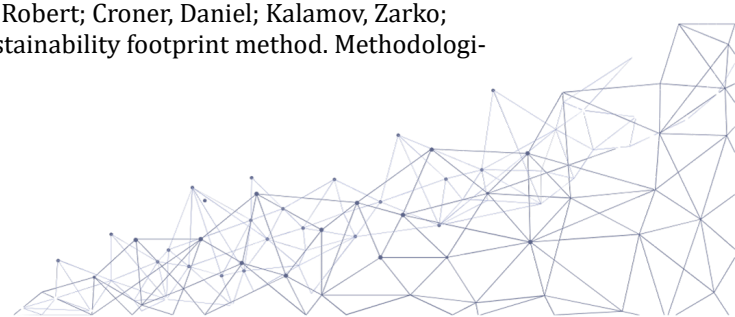 Robert; Croner, Daniel; Kalamov, Zarko;
stainability footprint method. Methodologi-